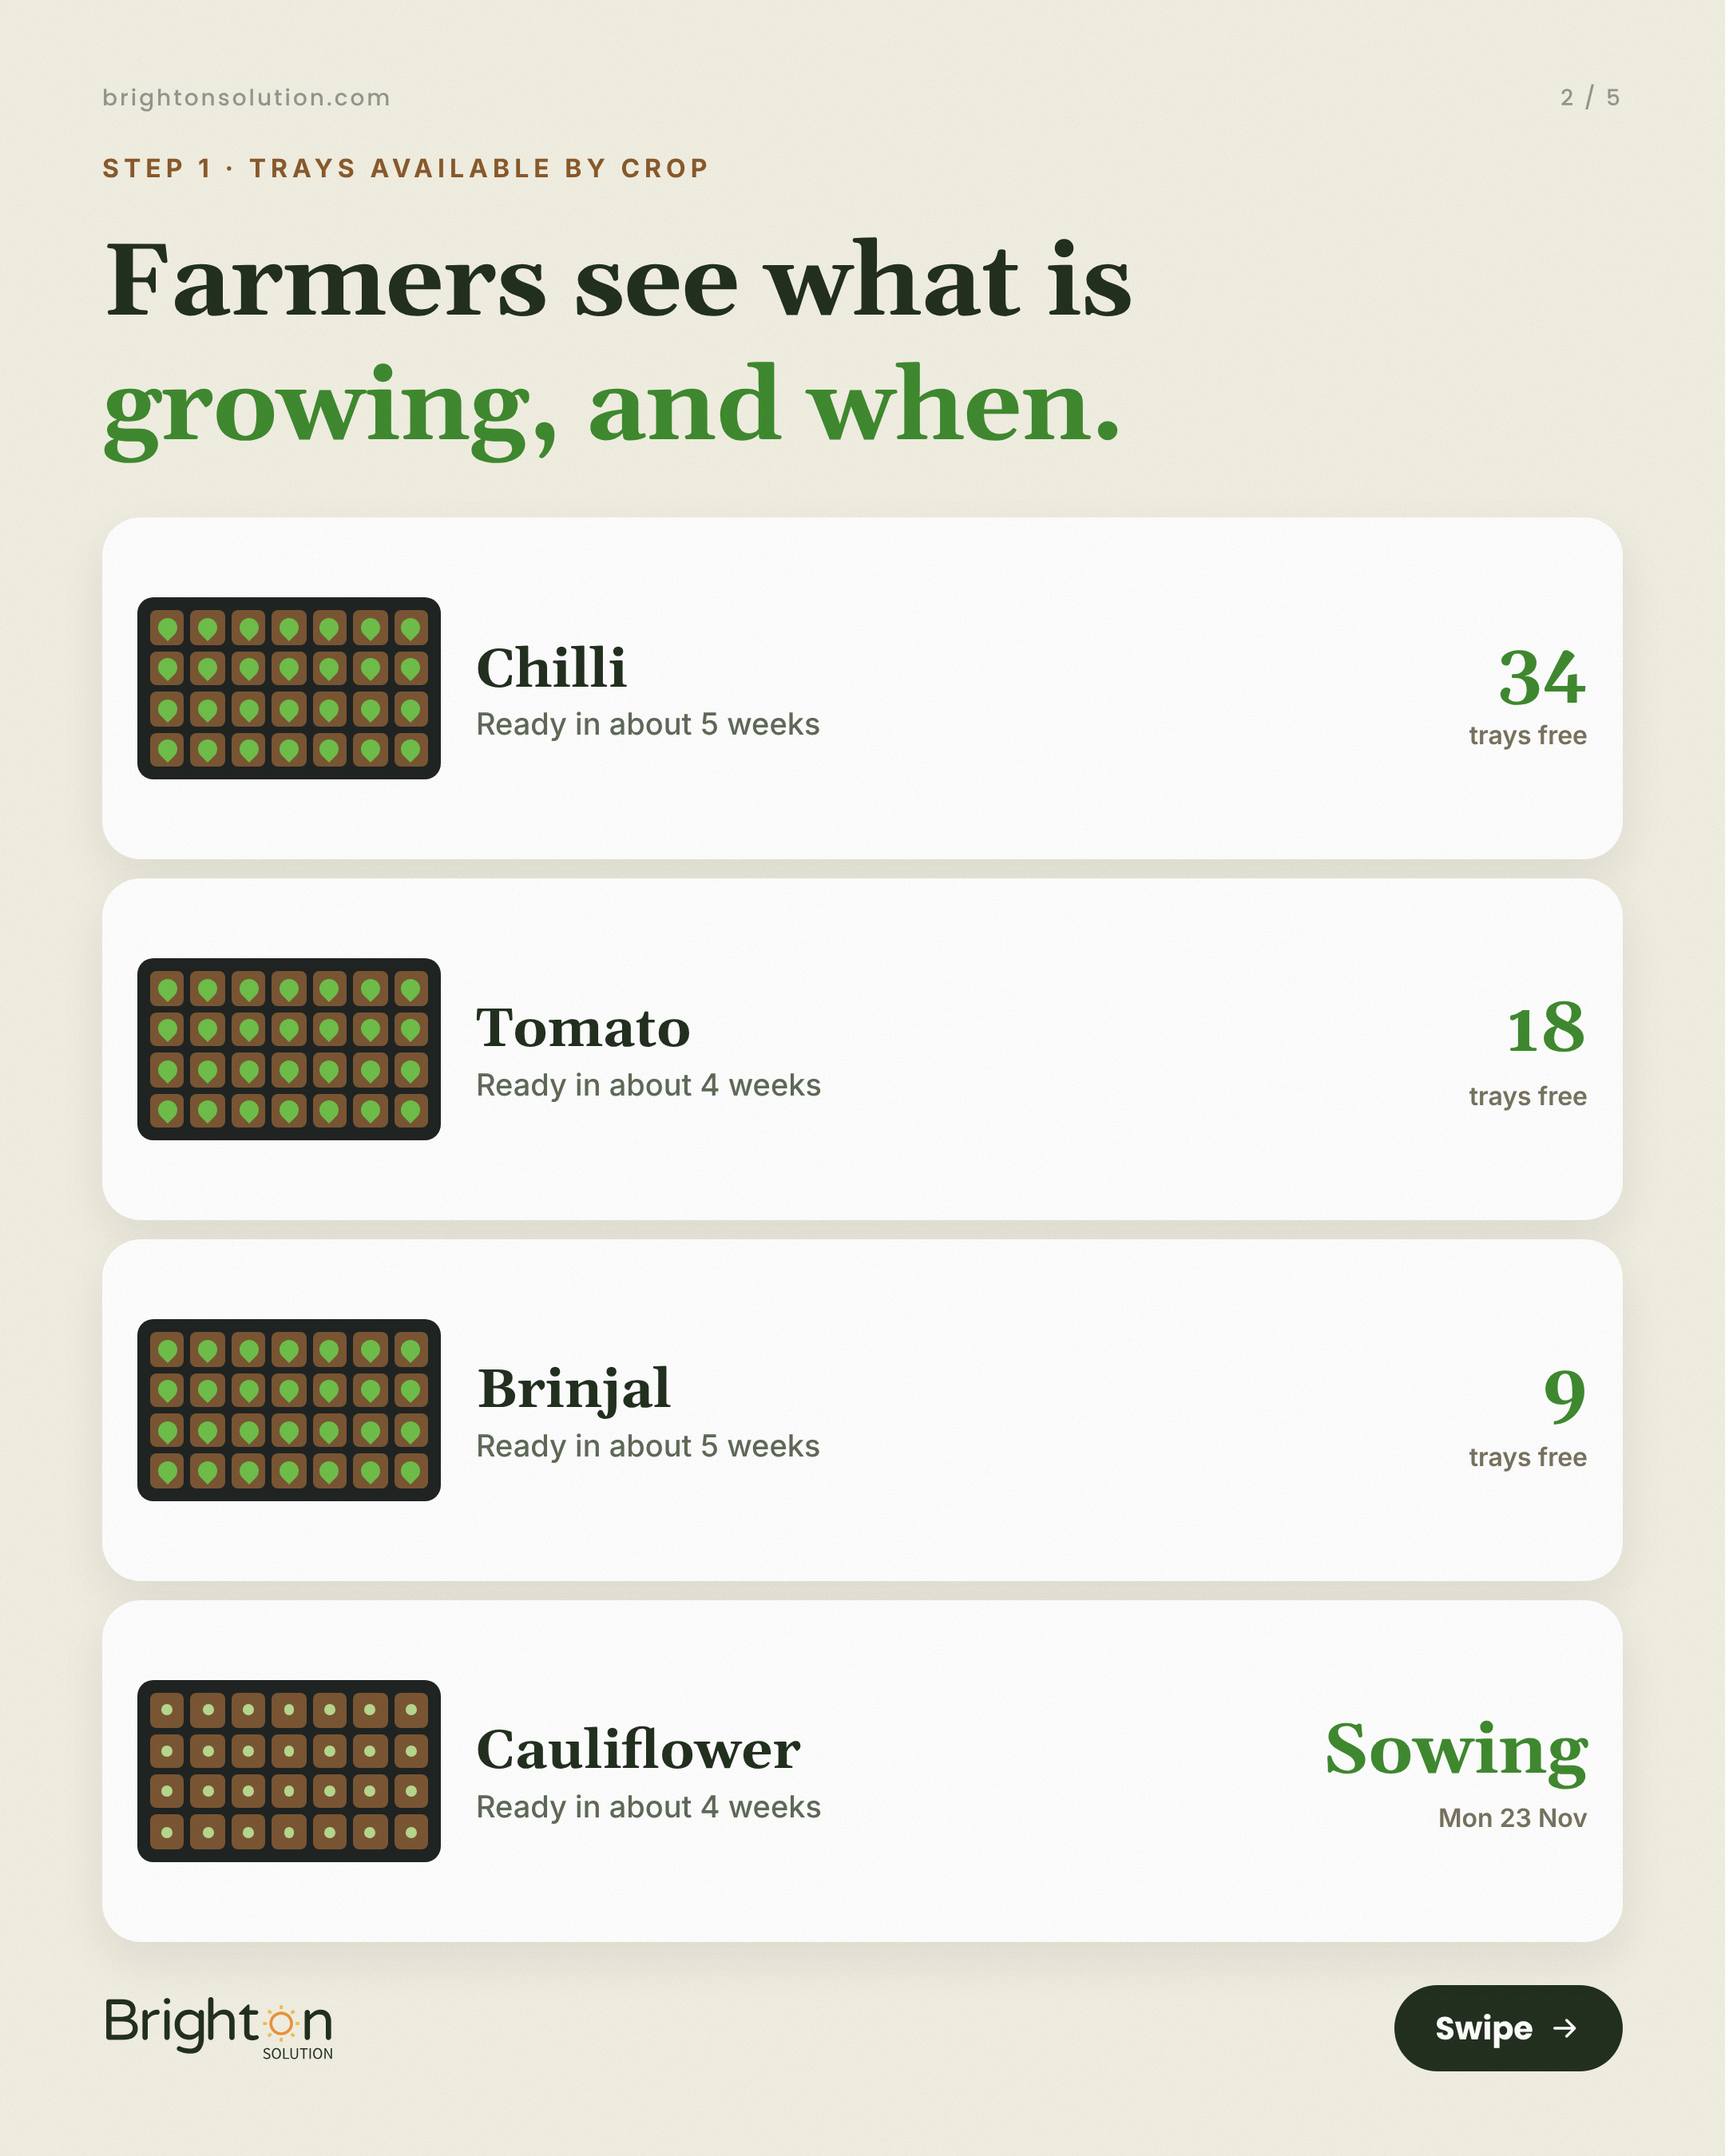 brightonsolution.com
2 / 5
STEP 1 · TRAYS AVAILABLE BY CROP
Farmers see what is
growing, and when.
Chilli
Ready in about 5 weeks
34
trays free
Tomato
Ready in about 4 weeks
18
trays free
Brinjal
Ready in about 5 weeks
9
trays free
Cauliflower
Ready in about 4 weeks
Sowing
Mon 23 Nov
Brighton
SOLUTION
Swipe →